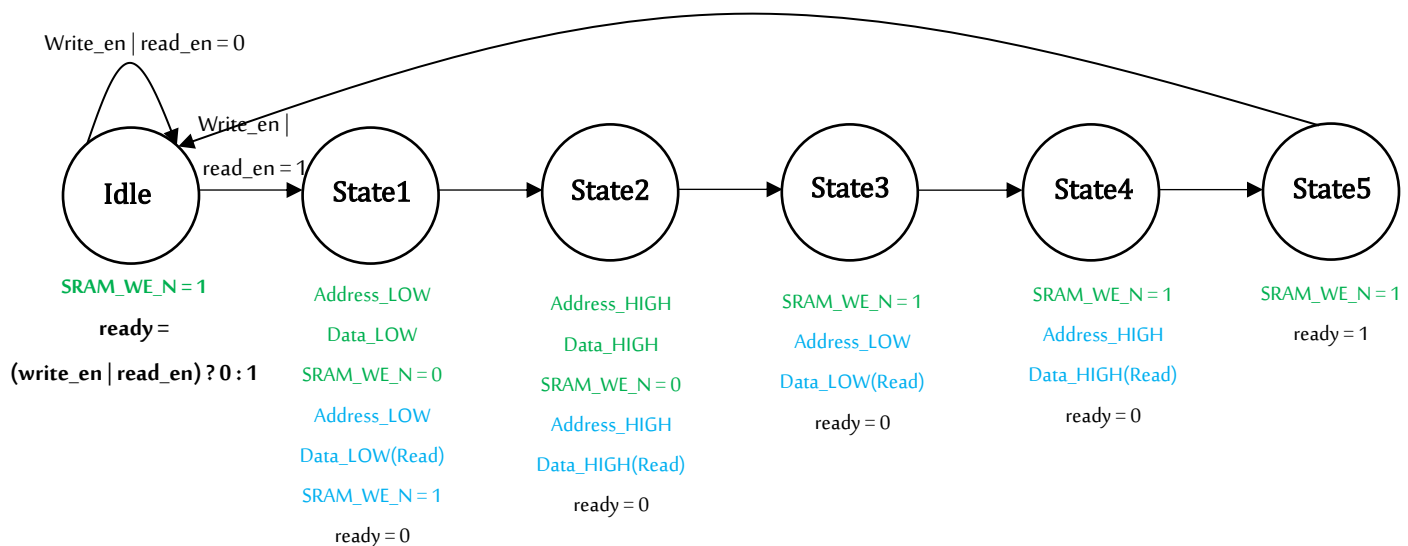 Write_en | read_en = 0
Write_en |
read_en = 1
Idle
State1
State2
State3
State4
State5
SRAM_WE_N = 1
ready =
(write_en | read_en) ? 0 : 1
Address_LOW
Data_LOW
SRAM_WE_N = 0
Address_LOW
Data_LOW(Read)
SRAM_WE_N = 1
ready = 0
Address_HIGH
Data_HIGH
SRAM_WE_N = 0
Address_HIGH
Data_HIGH(Read)
ready = 0
SRAM_WE_N = 1
Address_LOW
Data_LOW(Read)
ready = 0
SRAM_WE_N = 1
Address_HIGH
Data_HIGH(Read)
ready = 0
SRAM_WE_N = 1
ready = 1